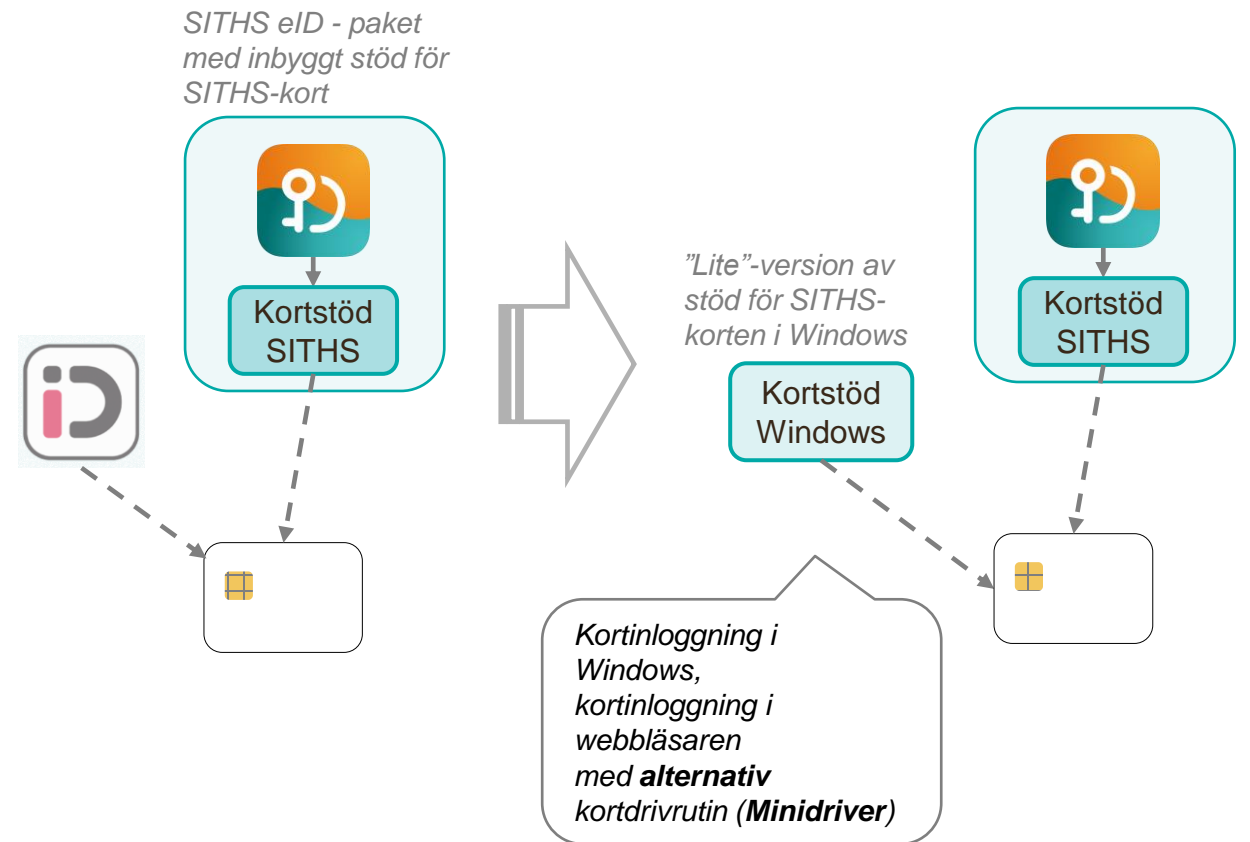 SITHS eID - paket
med inbyggt stöd för
SITHS-kort
Kortstöd
SITHS
iD
”Lite”-version av
stöd för SITHS-
korten i Windows
Kortstöd
Windows
Kortstöd
SITHS
Kortinloggning i
Windows,
kortinloggning i
webbläsaren
med alternativ
kortdrivrutin (Minidriver)